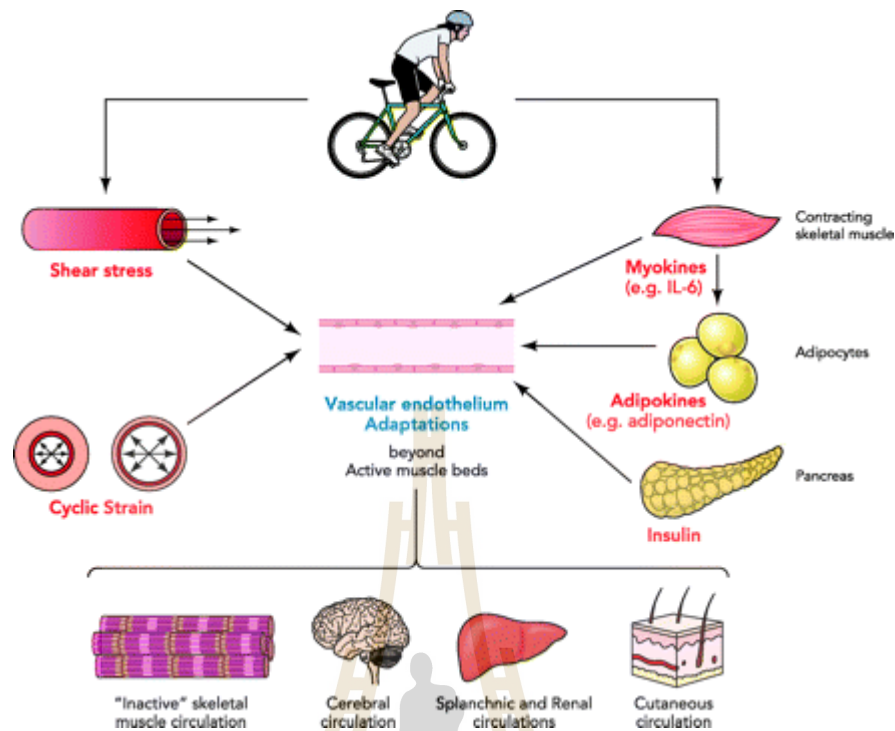 Shear stress
Contracting
skeletal muscle
Myokines
(e.g. IL-6)
Adipocytes
Adipokines
(e.g. adiponectin)
Vascular endothelium
Adaptations
beyond
Active muscle beds
Pancreas
Cyclic Strain
Insulin
"Inactive" skeletal
muscle circulation
Cerebral
circulation
Splanchnic and Renal
circulations
Cutaneous
circulation